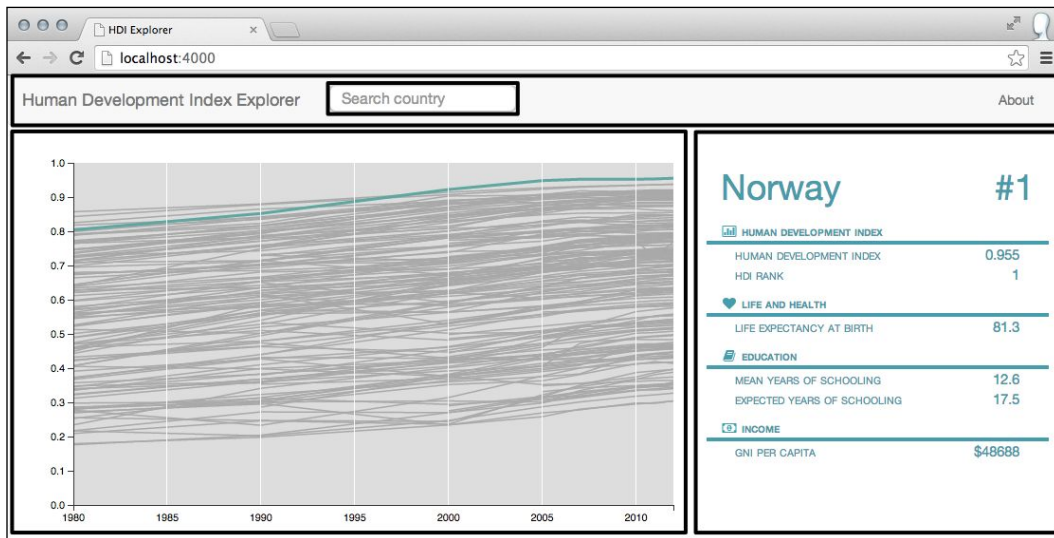 HDI Explorer
localhost:4000
Human Development Index Explorer Search country About
1.0
0.9
0.8
0.7
0.6
0.5
0.4
0.3
0.2
0.1
0.0
1980 1985 1990 1995 2000 2005 2010
Norway #1
HUMAN DEVELOPMENT INDEX
HUMAN DEVELOPMENT INDEX 0.955
HDI RANK 1
LIFE AND HEALTH
LIFE EXPECTANCY AT BIRTH 81.3
EDUCATION
MEAN YEARS OF SCHOOLING 12.6
EXPECTED YEARS OF SCHOOLING 17.5
INCOME
GNI PER CAPITA $48688